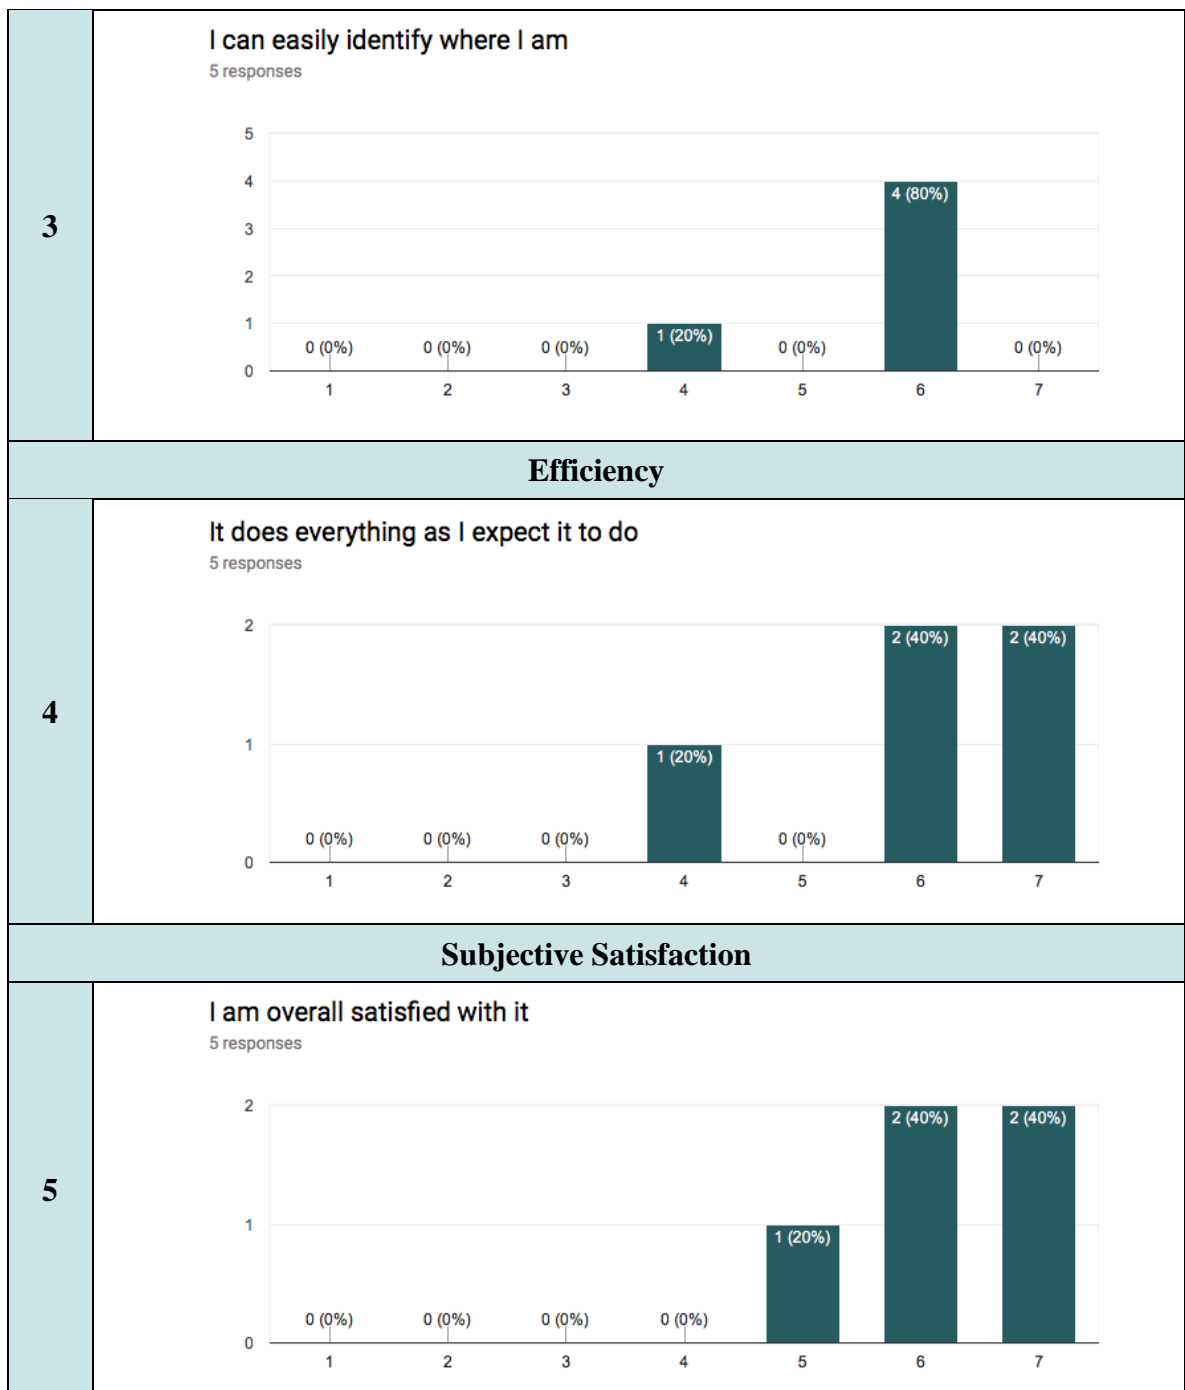 I can easily identify where I am
5 responses
5
4
3
2
1
0
0 (0%) 0 (0%) 0 (0%) 1 (20%) 0 (0%) 4 (80%) 0 (0%)
1 2 3 4 5 6 7
3
Efficiency
It does everything as I expect it to do
5 responses
2
1
0
0 (0%) 0 (0%) 0 (0%) 1 (20%) 0 (0%) 2 (40%) 2 (40%)
1 2 3 4 5 6 7
4
Subjective Satisfaction
I am overall satisfied with it
5 responses
2
1
0
0 (0%) 0 (0%) 0 (0%) 0 (0%) 1 (20%) 2 (40%) 2 (40%)
1 2 3 4 5 6 7
5